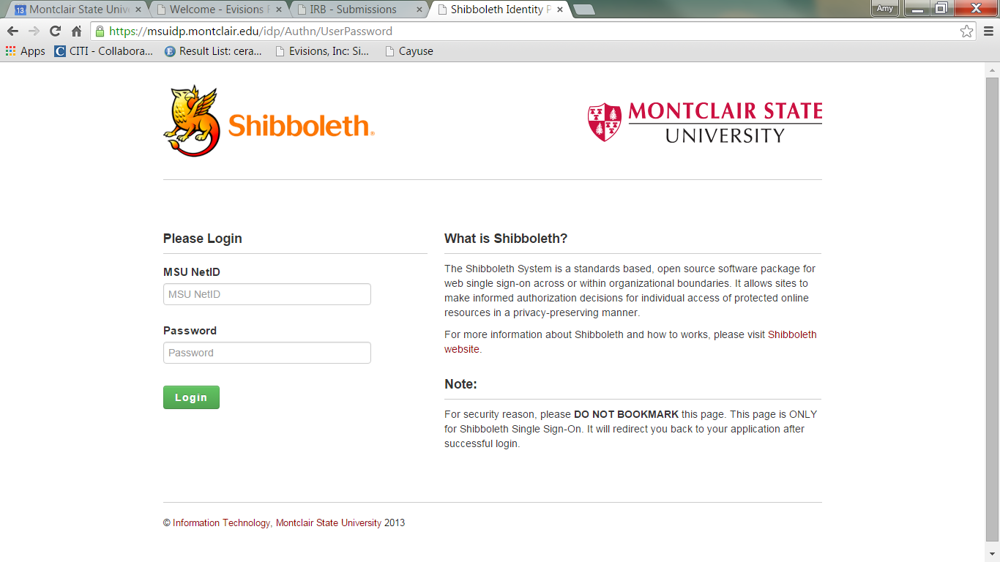 Montclair State Unive
Welcome - Evisions F
IRB - Submissions
Shibboleth Identity P
Amy
https://msuidp.montclair.edu/idp/Authn/UserPassword
Apps
CITI - Collabora...
Result List: cera...
Evisions, Inc: Si...
Cayuse
Shibboleth®
MONTCLAIR STATE
UNIVERSITY
Please Login
MSU NetID
MSU NetID
Password
Password
Login
What is Shibboleth?
The Shibboleth System is a standards based, open source software package for
web single sign-on across or within organizational boundaries. It allows sites to
make informed authorization decisions for individual access of protected online
resources in a privacy-preserving manner.
For more information about Shibboleth and how to works, please visit Shibboleth
website.
Note:
For security reason, please DO NOT BOOKMARK this page. This page is ONLY
for Shibboleth Single Sign-On. It will redirect you back to your application after
successful login.
© Information Technology, Montclair State University 2013